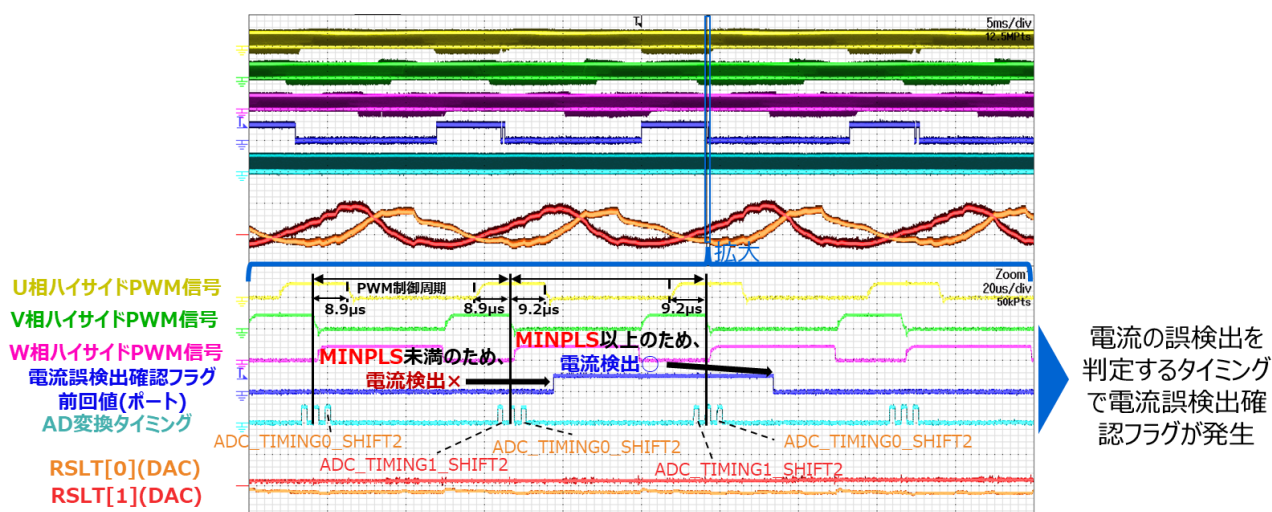 T
5ms/div
12.5MPts
T
拡大
Zoom
20us/div
50kPts
U相ハイサイドPWM信号
V相ハイサイドPWM信号
W相ハイサイドPWM信号
電流誤検出確認フラグ
前回値(ポート)
AD変換タイミング
RSLT[0](DAC)
RSLT[1](DAC)
PWM制御周期
8.9μs
8.9μs
9.2μs
9.2μs
MINPLS未満のため、
電流検出×
MINPLS以上のため、
電流検出○
T
ADC_TIMING0_SHIFT2
ADC_TIMING1_SHIFT2
ADC_TIMING0_SHIFT2
ADC_TIMING1_SHIFT2
ADC_TIMING0_SHIFT2
電流の誤検出を
判定するタイミング
で電流誤検出確
認フラグが発生